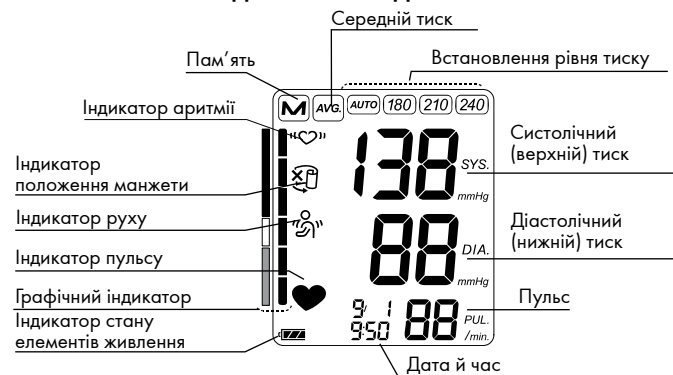 Середній тиск
Пам’ять
Встановлення рівня тиску
Індикатор аритмії
M AVG. AUTO 180 210 240
Індикатор
положення манжети
Індикатор руху
Індикатор пульсу
Графічний індикатор
Індикатор стану
елементів живлення
138 SYS.
mmHg
88 DIA.
mmHg
9/ 1
9:50
88 PUL.
/min.
Систолічний
(верхній) тиск
Діастолічний
(нижній) тиск
Пульс
Дата й час